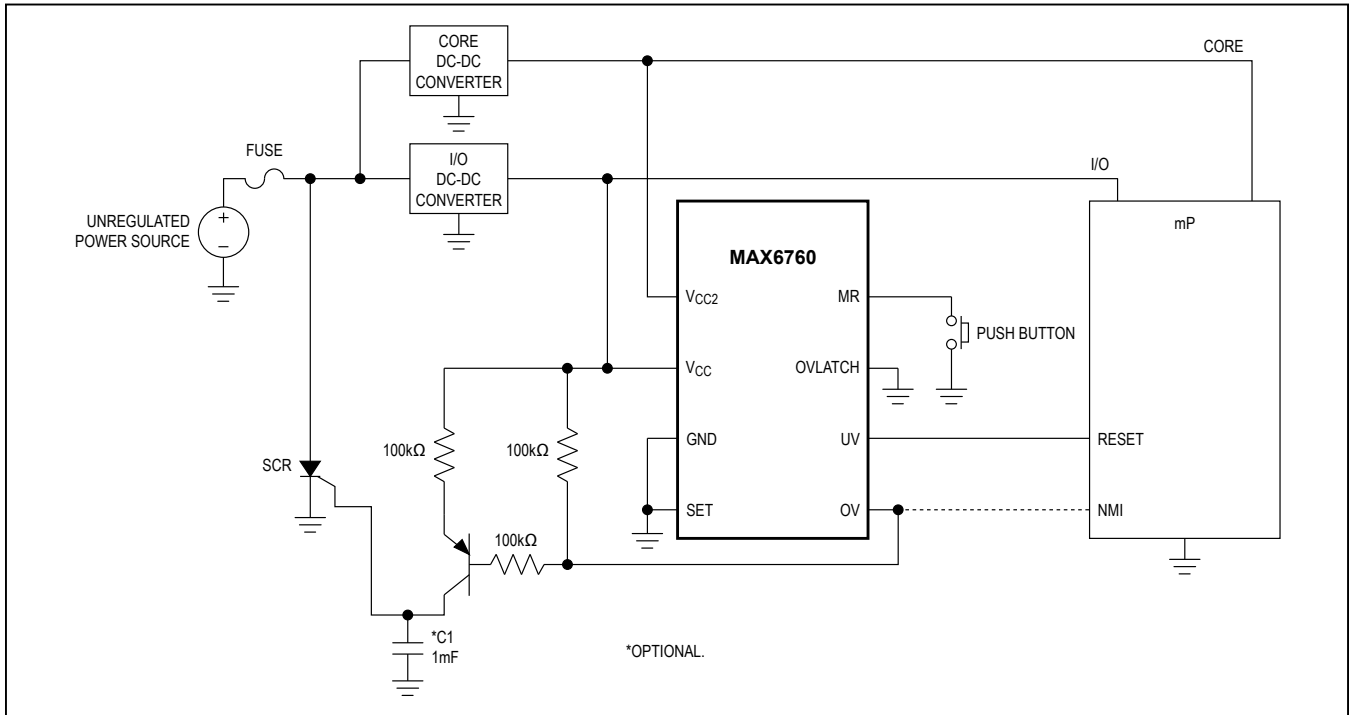 CORE
DC-DC
CONVERTER
CORE
FUSE
I/O
DC-DC
CONVERTER
I/O
+
−
UNREGULATED
POWER SOURCE
MAX6760
mP
VCC2
MR
PUSH BUTTON
VCC
OVLATCH
100kΩ
100kΩ
GND
UV
RESET
SCR
SET
OV
NMI
100kΩ
*C1
1mF
*OPTIONAL.